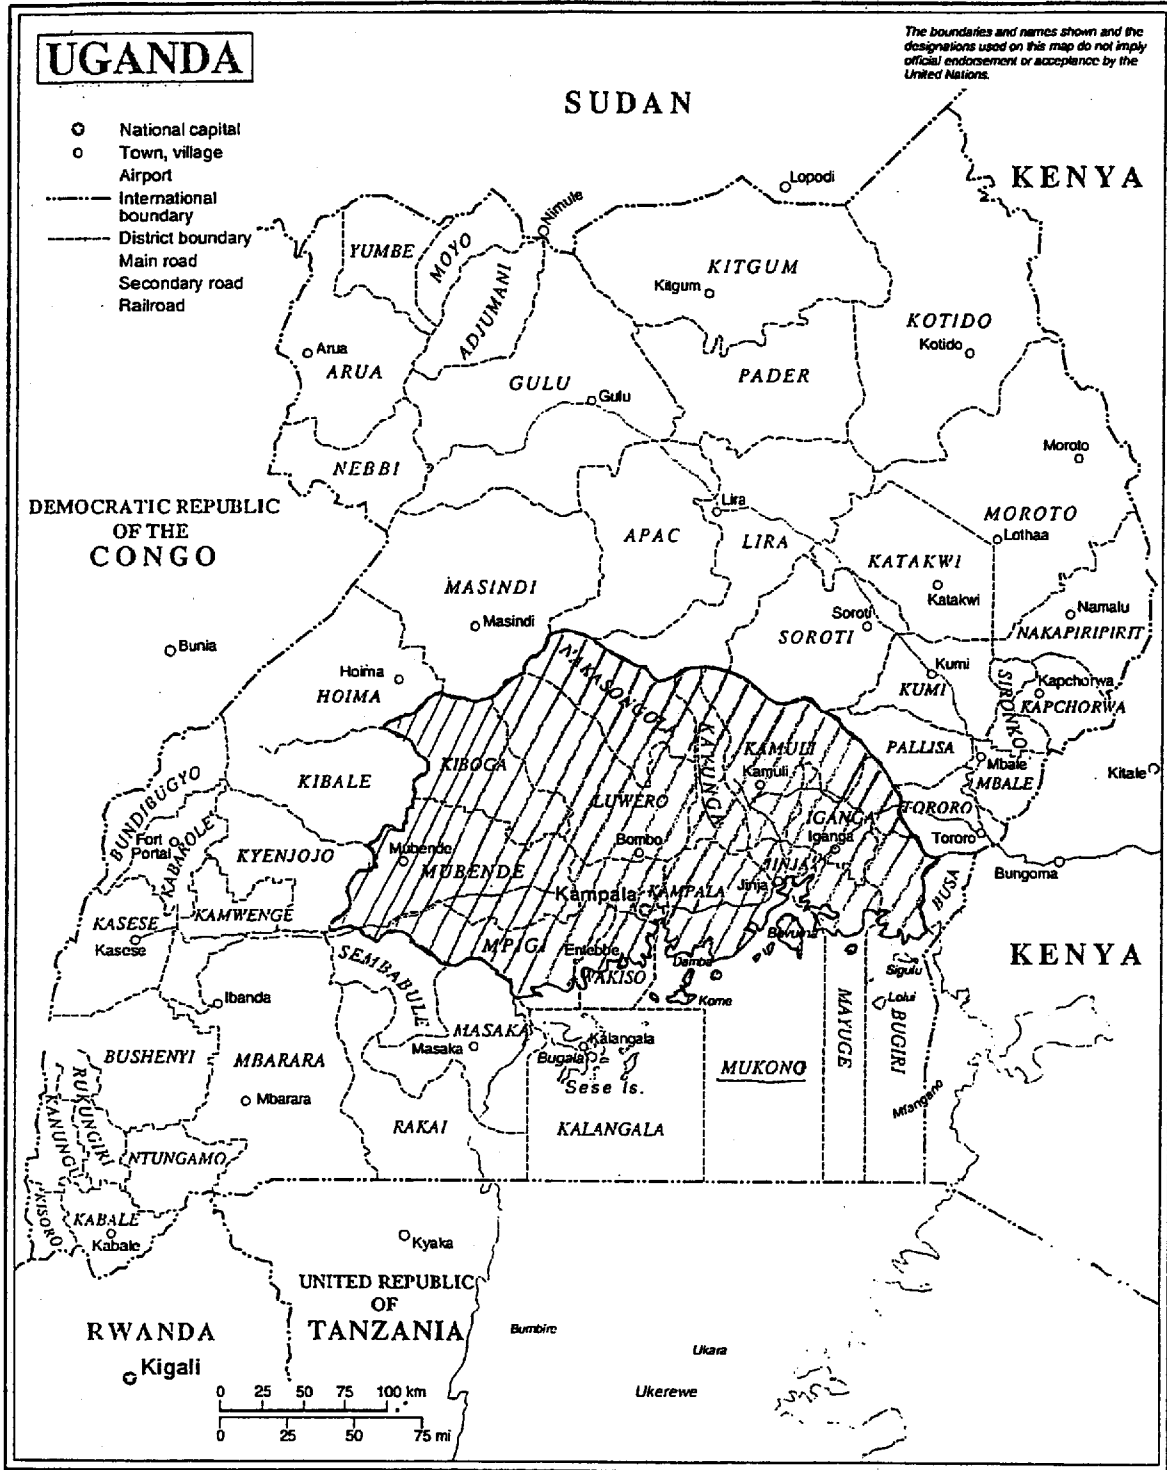 UGANDA
The boundaries and names shown and the
designations used on this map do not imply
official endorsement or acceptance by the
United Nations.
National capital
Town, village
Airport
International
boundary
District boundary
Main road
Secondary road
Railroad
SUDAN
KENYA
Lopodi
Nimule
YUMBE
MOYO
ADJUMANI
KITGUM
Kitgum
KOTIDO
Kotido
Arua
ARUA
GULU
Gulu
PADER
NEBBI
Moroto
MOROTO
Lothaa
DEMOCRATIC REPUBLIC
OF THE
CONGO
APAC
Lira
LIRA
KATAKWI
Katakwi
MASINDI
Masindi
Soroti
SOROTI
Namalu
NAKAPIRIPIRIT
Bunia
Hoima
HOIMA
NAKASONGO
Kumi
KUMI
SIRONKO
Kapchorwa
KAPCHORWA
KIBALE
KIBOGA
KAYUNGA
KAMULI
Kamuli
PALLISA
Mbale
MBALE
Kitale
BUNDIBUGYO
LUWERO
IGANGA
Iganga
TORORO
Tororo
Fort
Portal
KABAROLE
KYENJOJO
Mubende
MUBENDE
Bombo
JINJA
Jinja
BUSA
Bungoma
KASESE
Kasese
KAMWENGE
Kampala
KAMPALA
MPIGI
Entebbe
WAKISO
Damba
Buvuma
Kome
Sigulu
Lolui
KENYA
SEMBABULE
Ibanda
MASAKA
Masaka
Kalangala
Bugala
Sese Is.
MUKONO
MAYUGE
BUGIRI
BUSHENYI
MBARARA
Mbarara
RUKUNGIRI
KANUNGU
NTUNGAMO
RAKAI
KALANGALA
Mfangano
KISORO
KABALE
Kabale
Kyaka
UNITED REPUBLIC
OF
TANZANIA
RWANDA
Kigali
Bumbire
Ukara
Ukerewe
0 25 50 75 100 km
0 25 50 75 mi